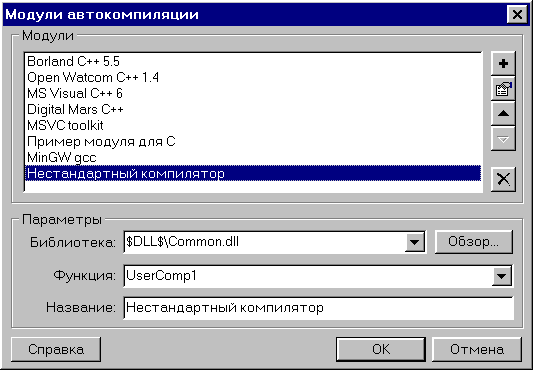 Модули автокомпиляции
Модули
Borland C++ 5.5
Open Watcom C++ 1.4
MS Visual C++ 6
Digital Mars C++
MSVC toolkit
Пример модуля для C
MinGW gcc
Нестандартный компилятор
Параметры
Библиотека: $DLL$\Common.dll Обзор...
Функция: UserComp1
Название: Нестандартный компилятор
Справка OK Отмена